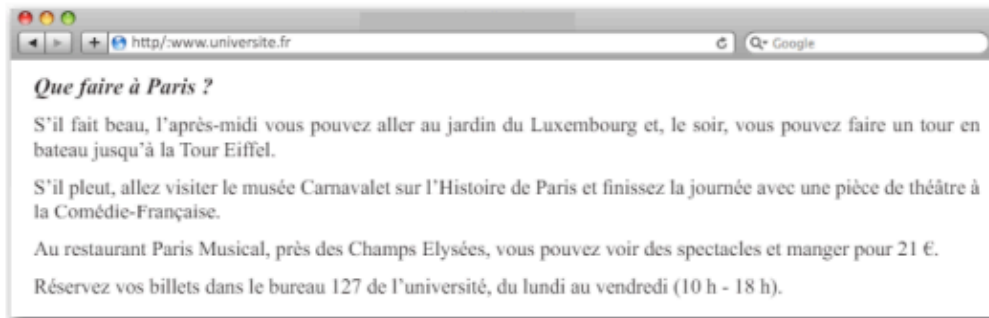 http/:www.universite.fr
Google
Que faire à Paris ?
S'il fait beau, l'après-midi vous pouvez aller au jardin du Luxembourg et, le soir, vous pouvez faire un tour en
bateau jusqu'à la Tour Eiffel.
S'il pleut, allez visiter le musée Carnavalet sur l'Histoire de Paris et finissez la journée avec une pièce de théâtre à
la Comédie-Française.
Au restaurant Paris Musical, près des Champs Elysées, vous pouvez voir des spectacles et manger pour 21 €.
Réservez vos billets dans le bureau 127 de l'université, du lundi au vendredi (10 h - 18 h).